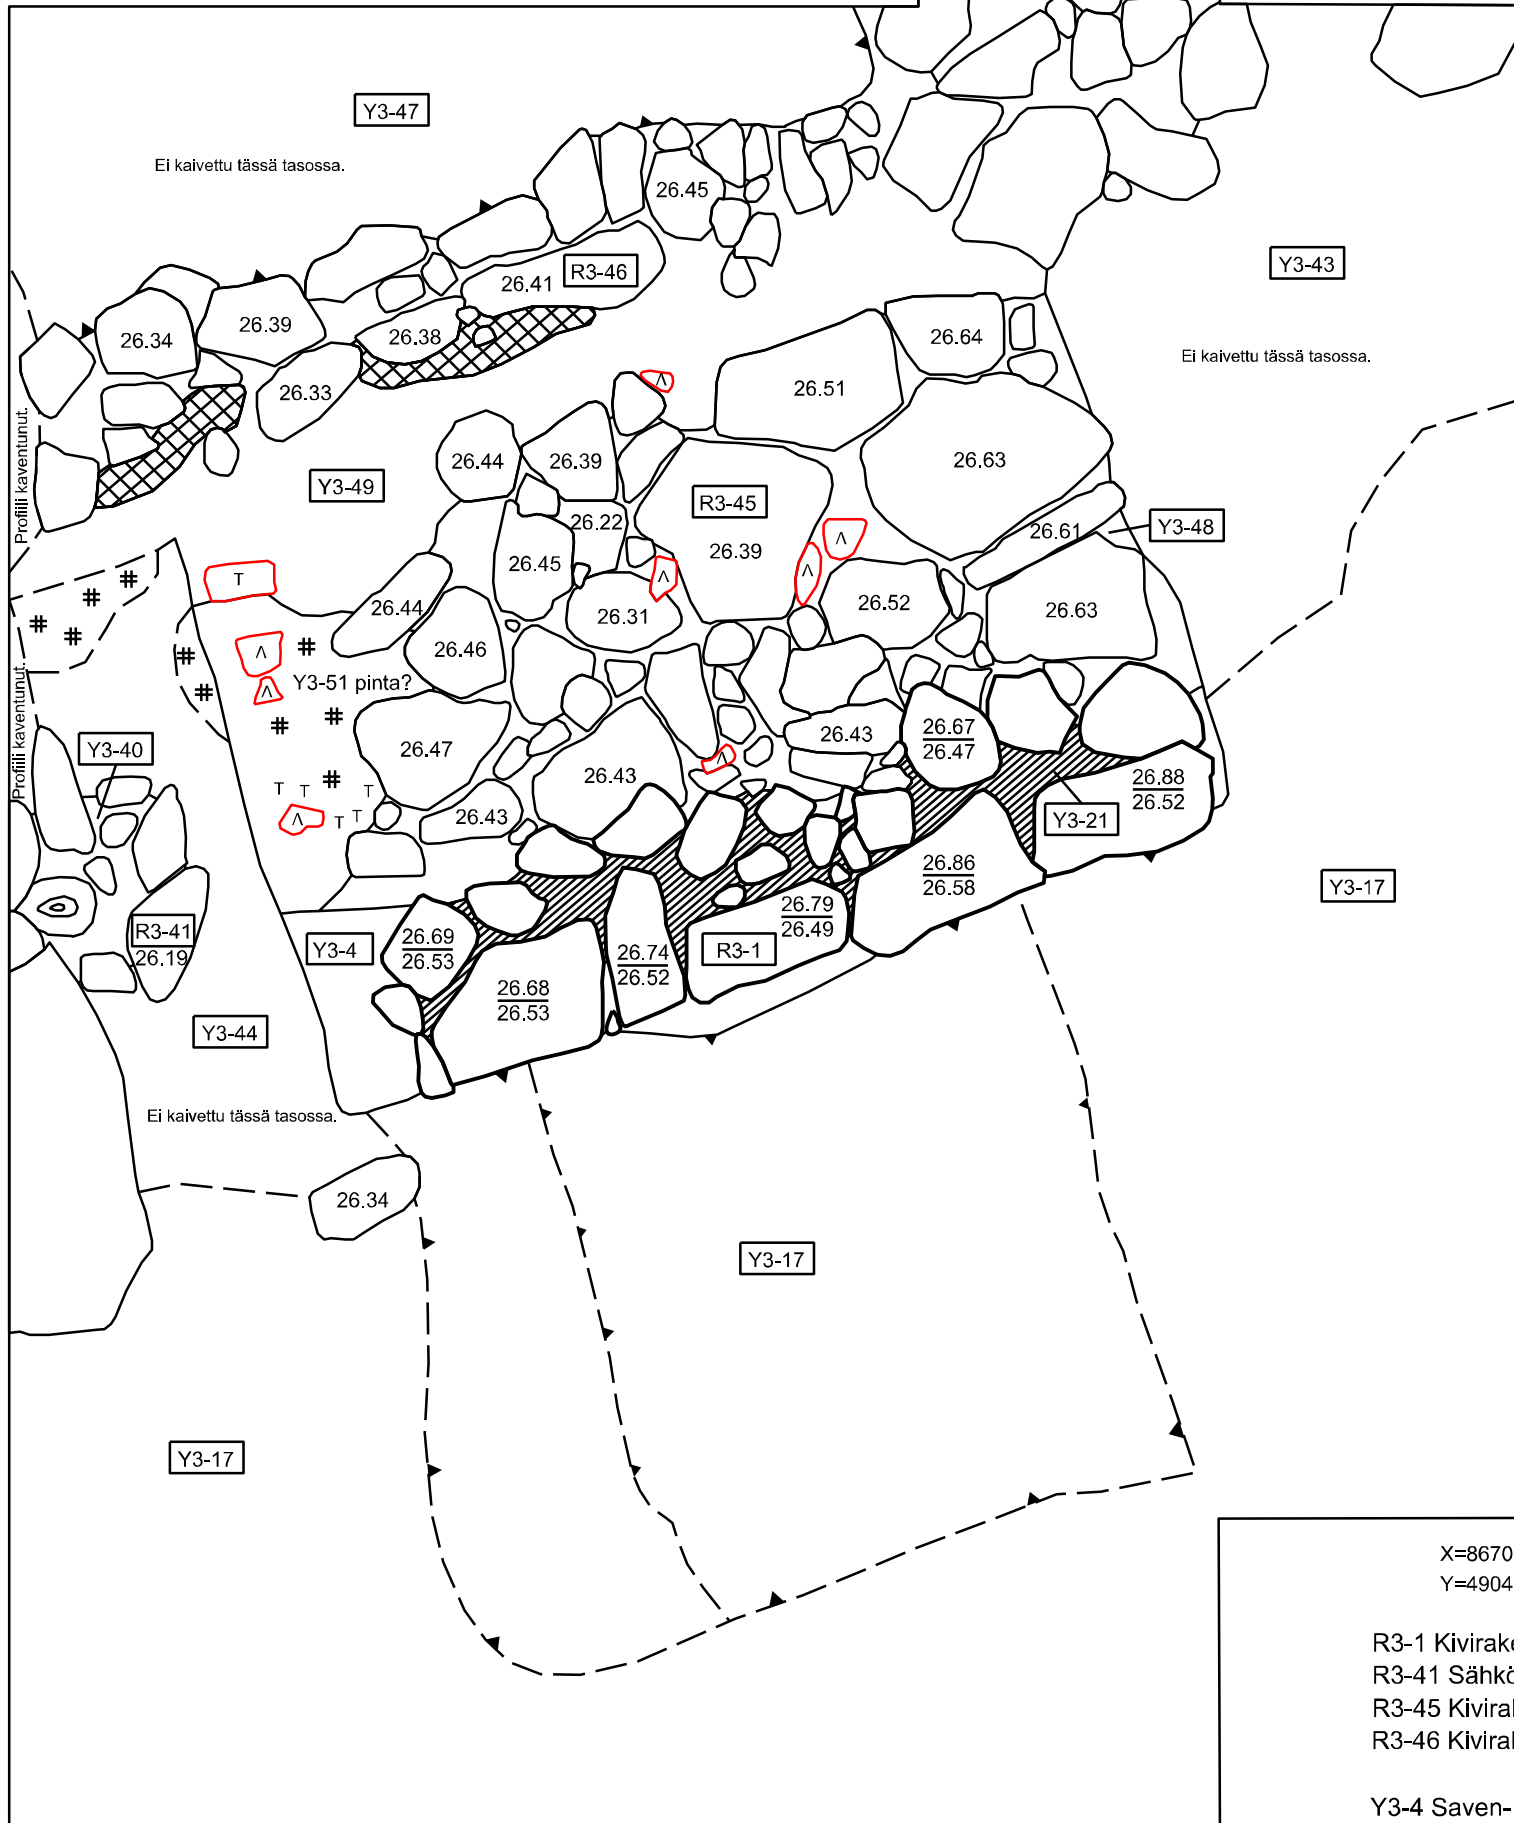 Y3-47
Ei kaivettu tässä tasossa.
26.45
R3-46
26.41
Y3-43
26.39
26.34
26.38
26.64
Ei kaivettu tässä tasossa.
26.33
26.51
Λ
Profiili kaventunut.
26.44
26.39
26.63
Y3-49
R3-45
26.22
26.61
Y3-48
26.39
Λ
26.45
T
Λ
Λ
26.44
26.52
26.63
26.31
26.46
Λ
Λ
Y3-51 pinta?
Profiili kaventunut.
26.67
26.47
26.43
Y3-40
26.47
Λ
26.43
26.88
26.52
T T T
Λ T T
26.43
Y3-21
26.86
26.58
Y3-17
26.79
26.49
R3-41
26.19
Y3-4
26.69
26.53
26.74
26.52
R3-1
26.68
26.53
Y3-44
Ei kaivettu tässä tasossa.
26.34
Y3-17
Y3-17
X=8670
Y=4904
R3-1 Kivirake
R3-41 Sähkö
R3-45 Kivira
R3-46 Kivira
Y3-4 Saven-